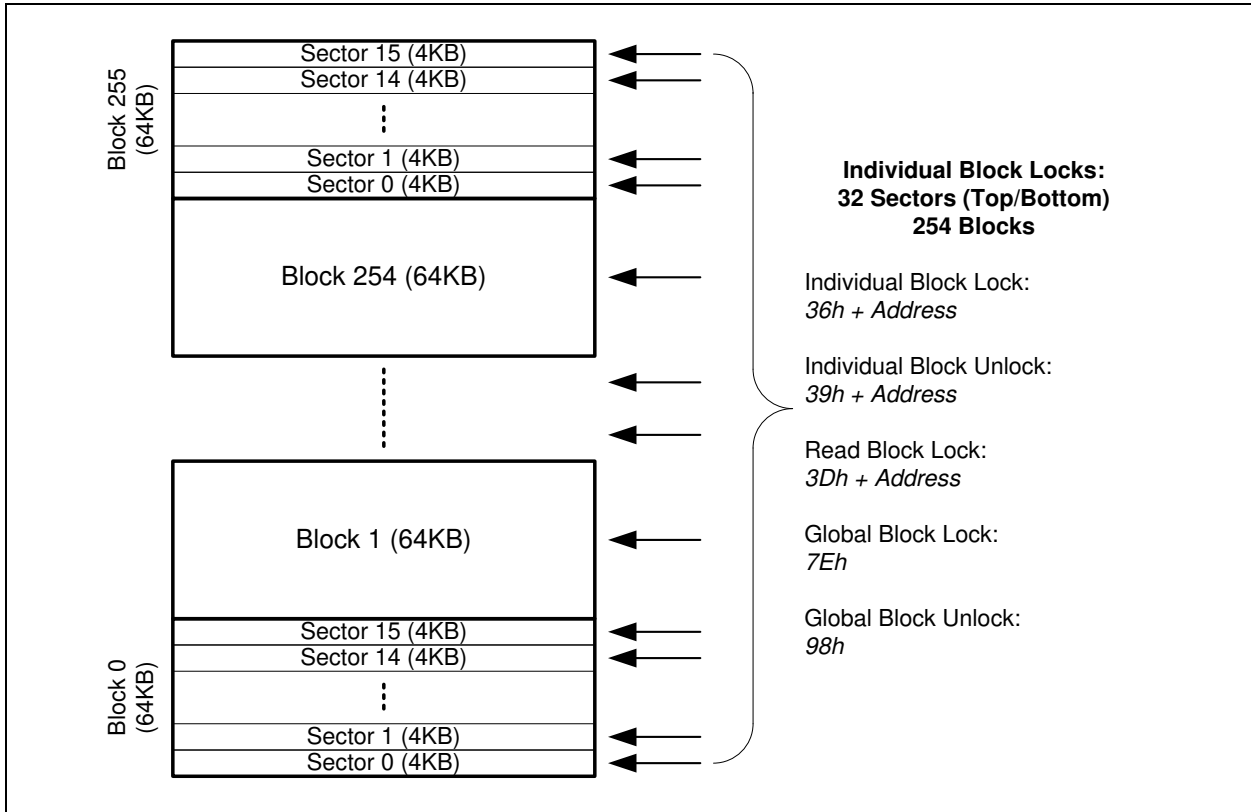 Block 255
(64KB)
Sector 15 (4KB)
Sector 14 (4KB)
Sector 1 (4KB)
Sector 0 (4KB)
Block 254 (64KB)
Block 1 (64KB)
Block 0
(64KB)
Sector 15 (4KB)
Sector 14 (4KB)
Sector 1 (4KB)
Sector 0 (4KB)
Individual Block Locks:
32 Sectors (Top/Bottom)
254 Blocks
Individual Block Lock:
36h + Address
Individual Block Unlock:
39h + Address
Read Block Lock:
3Dh + Address
Global Block Lock:
7Eh
Global Block Unlock:
98h